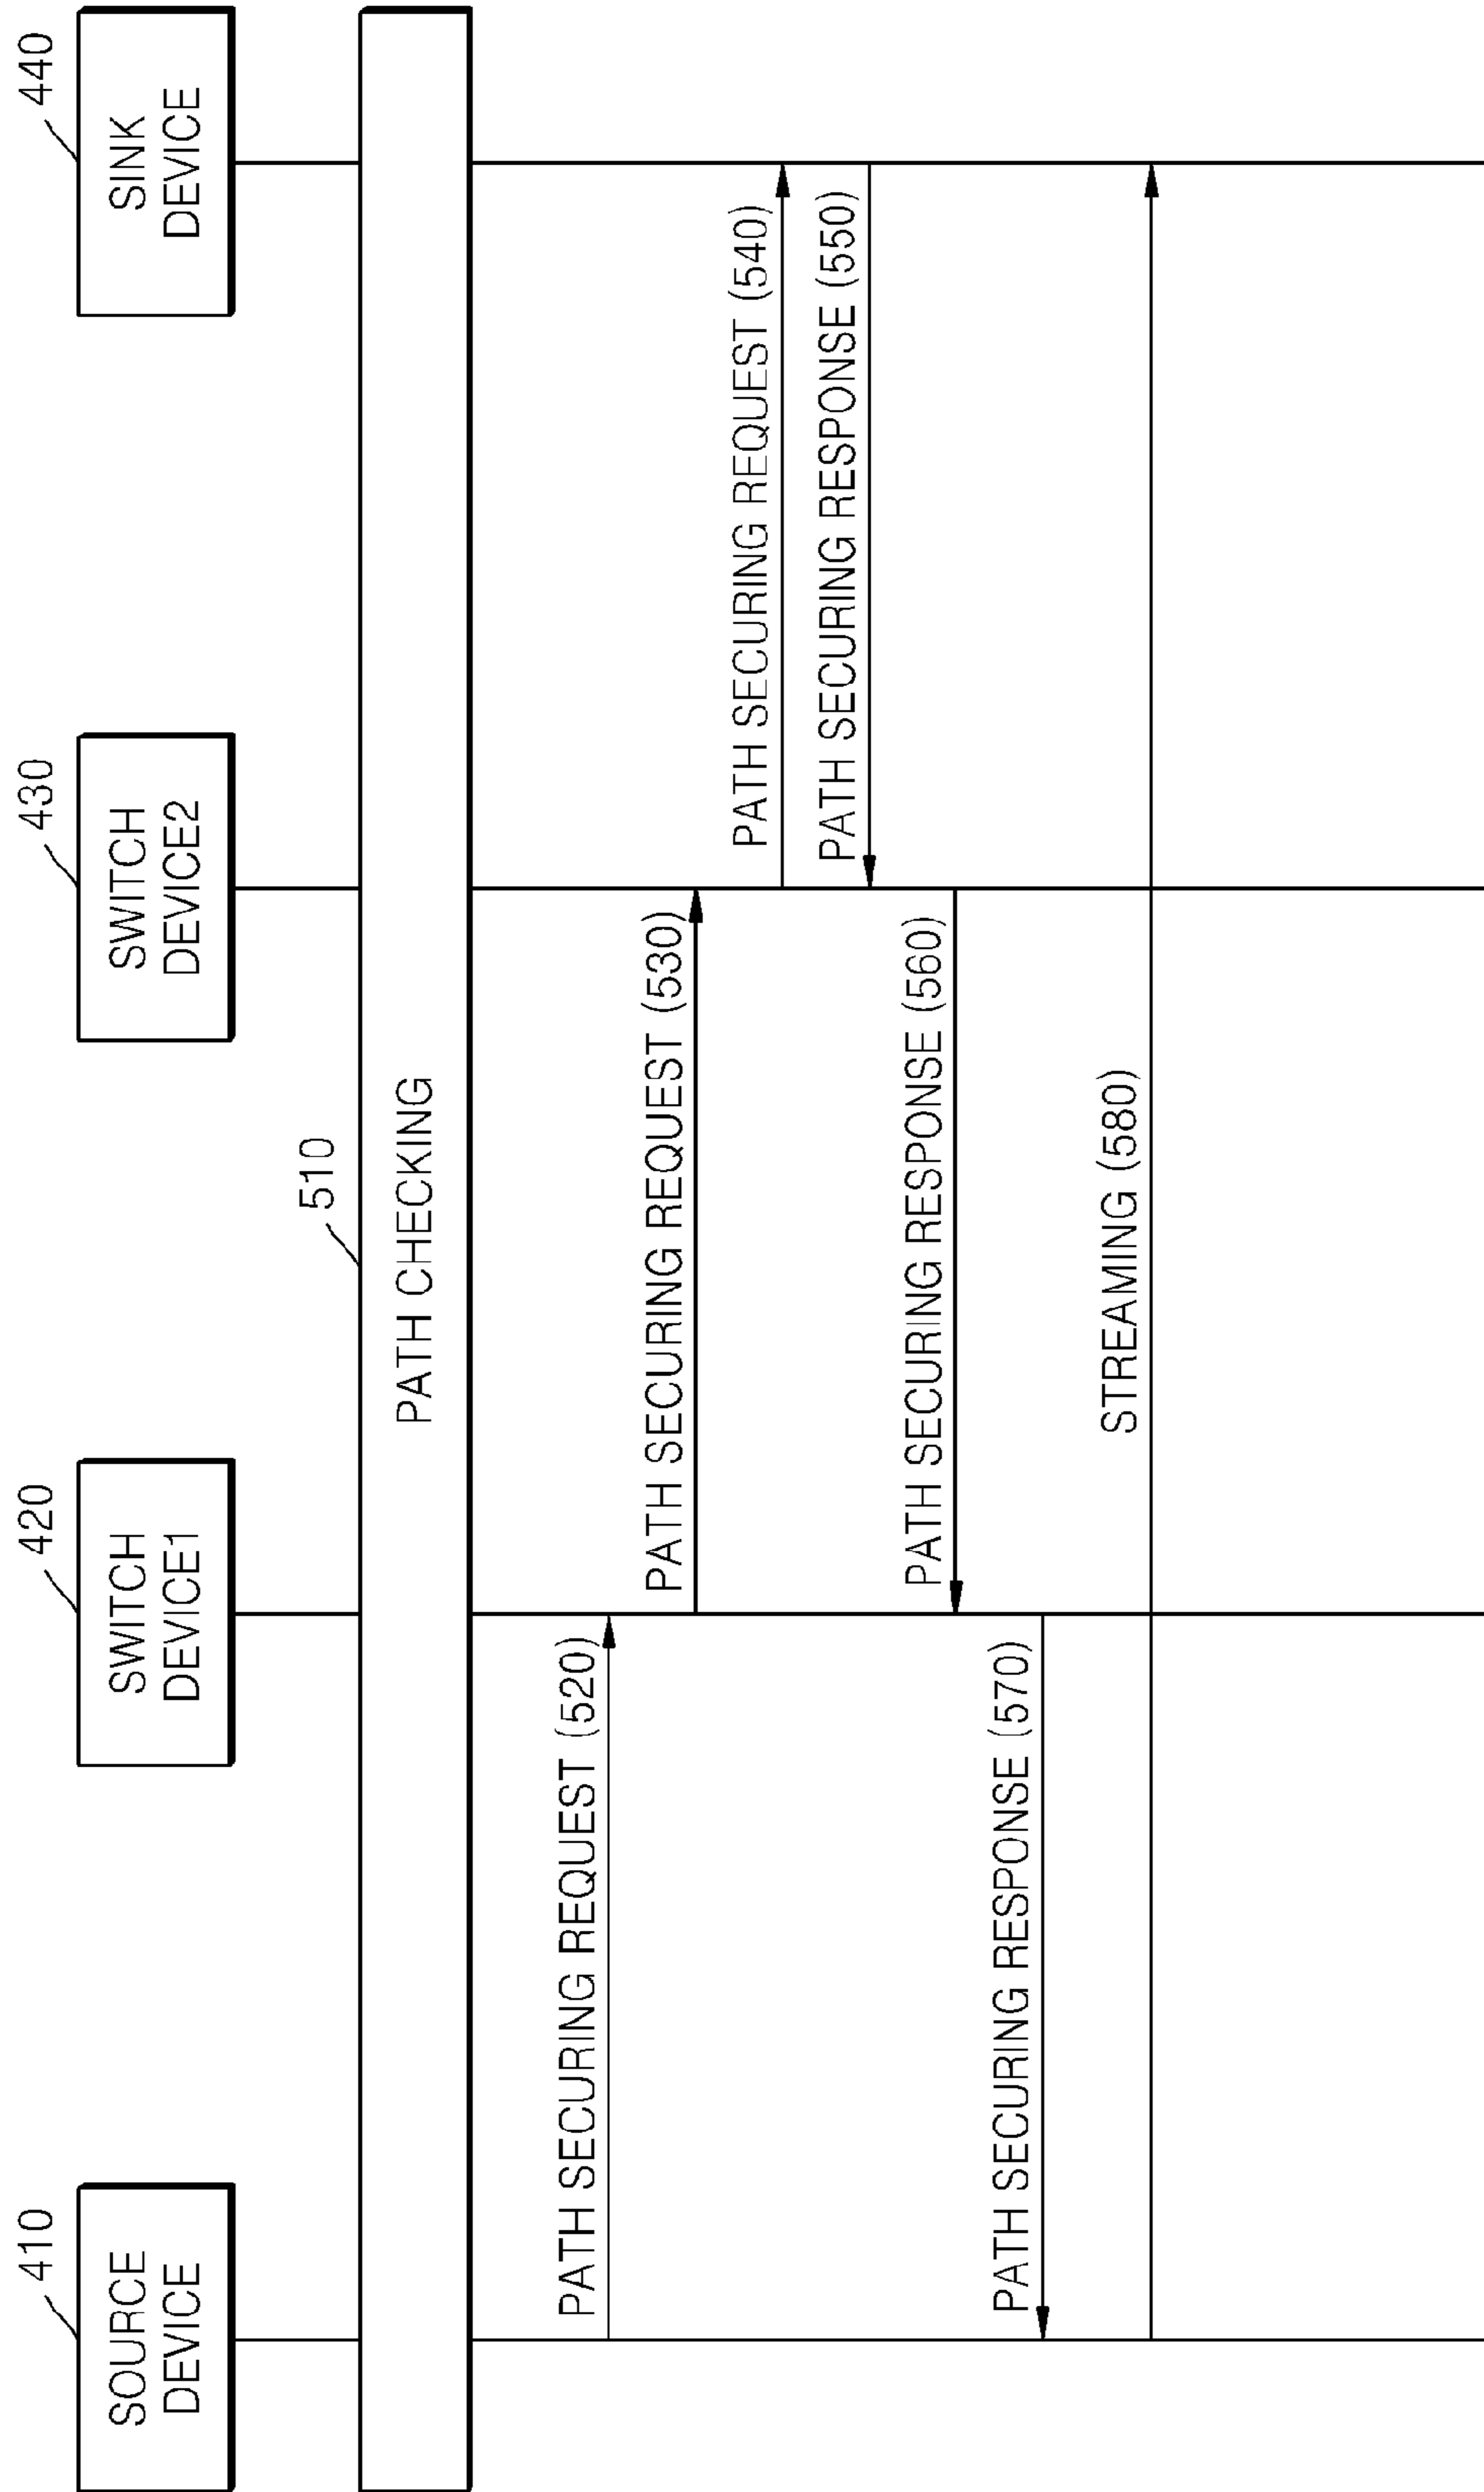 410
SOURCE
DEVICE
420
SWITCH
DEVICE1
430
SWITCH
DEVICE2
440
SINK
DEVICE
510
PATH CHECKING
PATH SECURING REQUEST (520)
PATH SECURING REQUEST (530)
PATH SECURING REQUEST (540)
PATH SECURING RESPONSE (550)
PATH SECURING RESPONSE (560)
PATH SECURING RESPONSE (570)
STREAMING (580)